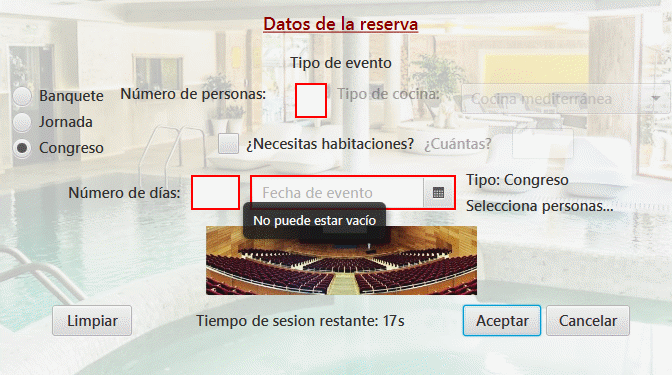 Datos de la reserva
Tipo de evento
Banquete
Jornada
Congreso
Número de personas:
Tipo de cocina:
Cocina mediterránea
¿Necesitas habitaciones?
¿Cuántas?
Número de días:
Fecha de evento
Tipo: Congreso
Selecciona personas...
No puede estar vacío
Limpiar
Tiempo de sesion restante: 17s
Aceptar
Cancelar